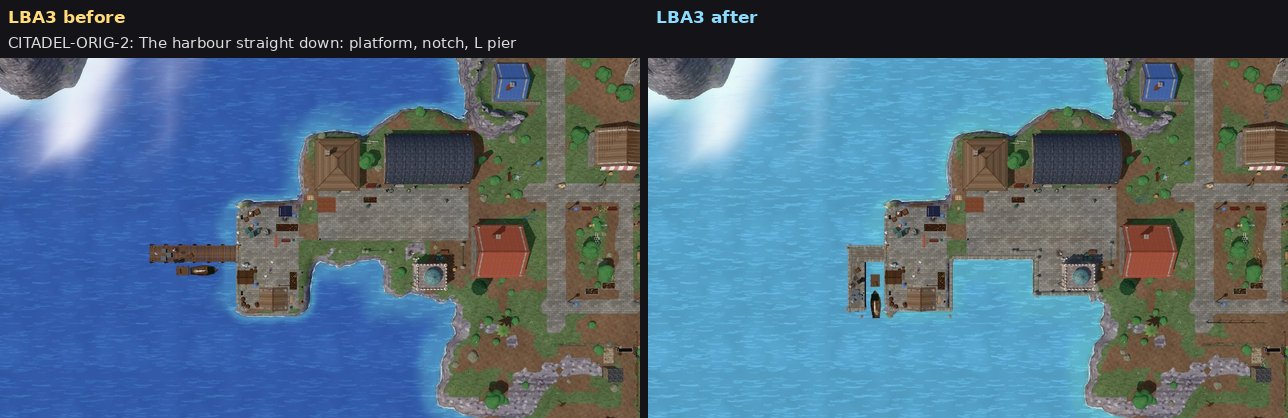 LBA3 before
LBA3 after
CITADEL-ORIG-2: The harbour straight down: platform, notch, L pier